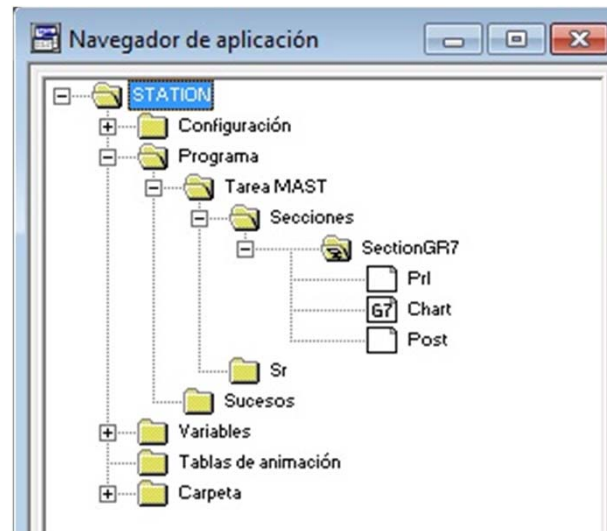 Navegador de aplicación
STATION
Configuración
Programa
Tarea MAST
Secciones
SectionGR7
Prl
G7 Chart
Post
Sr
Sucesos
Variables
Tablas de animación
Carpeta